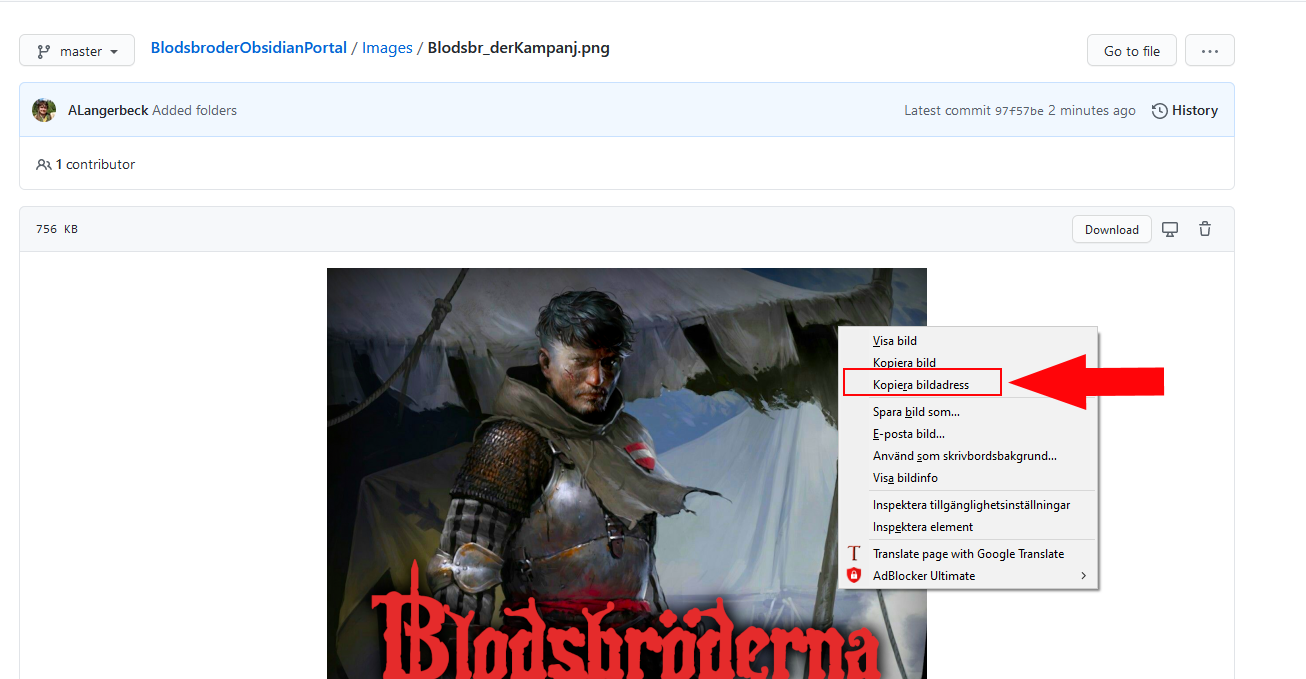 master
BlodsbroderObsidianPortal / Images / Blodsbr_derKampanj.png
Go to file
ALangerbeck Added folders
Latest commit 97f57be 2 minutes ago
History
1 contributor
756 KB
Download
Visa bild
Kopiera bild
Kopiera bildadress
Spara bild som...
E-posta bild...
Använd som skrivbordsbakgrund...
Visa bildinfo
Inspektera tillgänglighetsinställningar
Inspektera element
T Translate page with Google Translate
AdBlocker Ultimate
Blodsbröderna